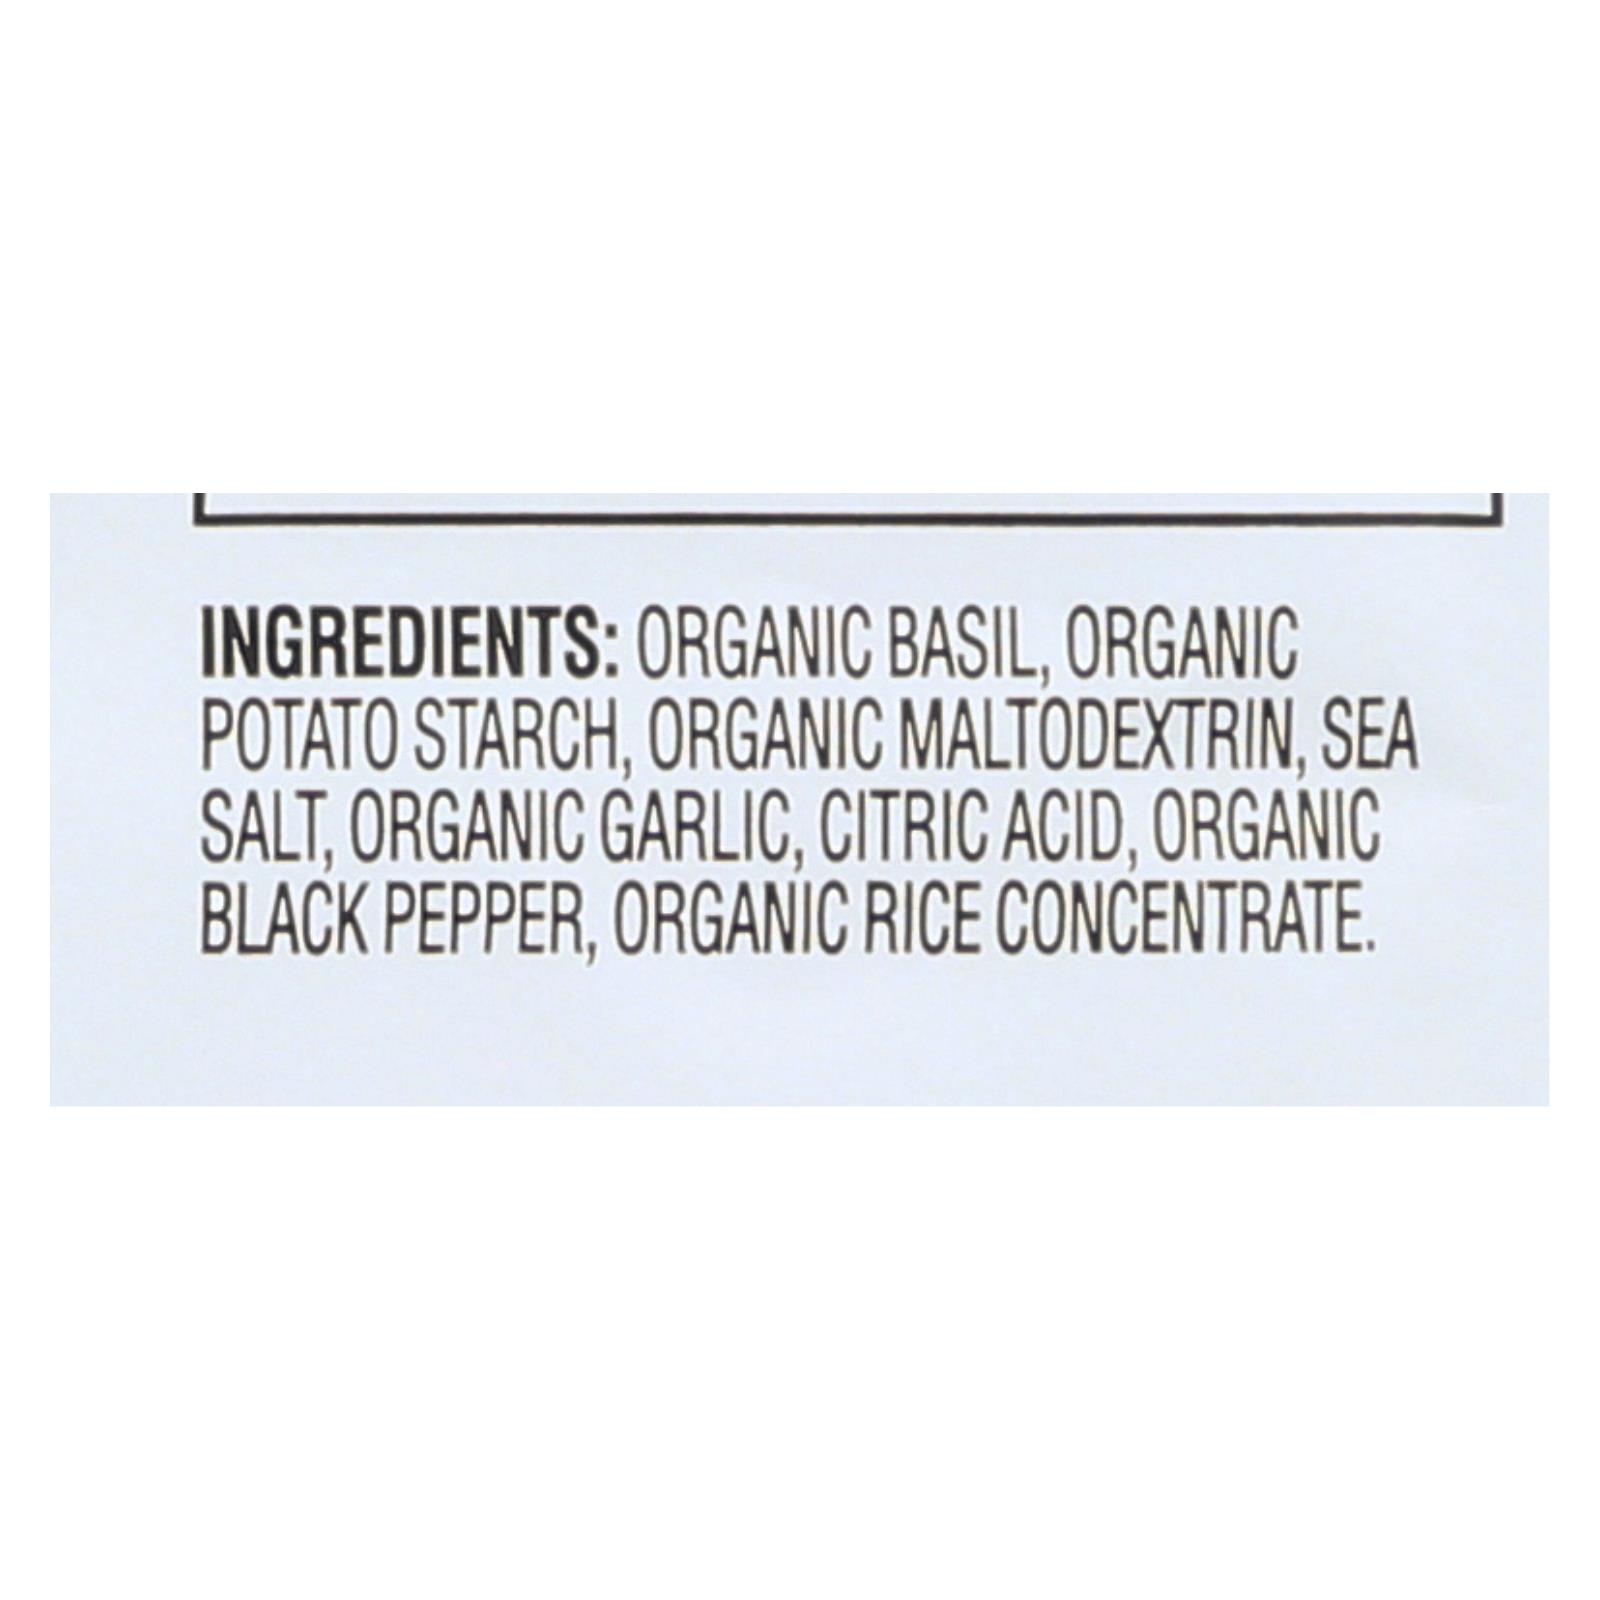 INGREDIENTS: ORGANIC BASIL, ORGANIC
POTATO STARCH, ORGANIC MALTODEXTRIN, SEA
SALT, ORGANIC GARLIC, CITRIC ACID, ORGANIC
BLACK PEPPER, ORGANIC RICE CONCENTRATE.